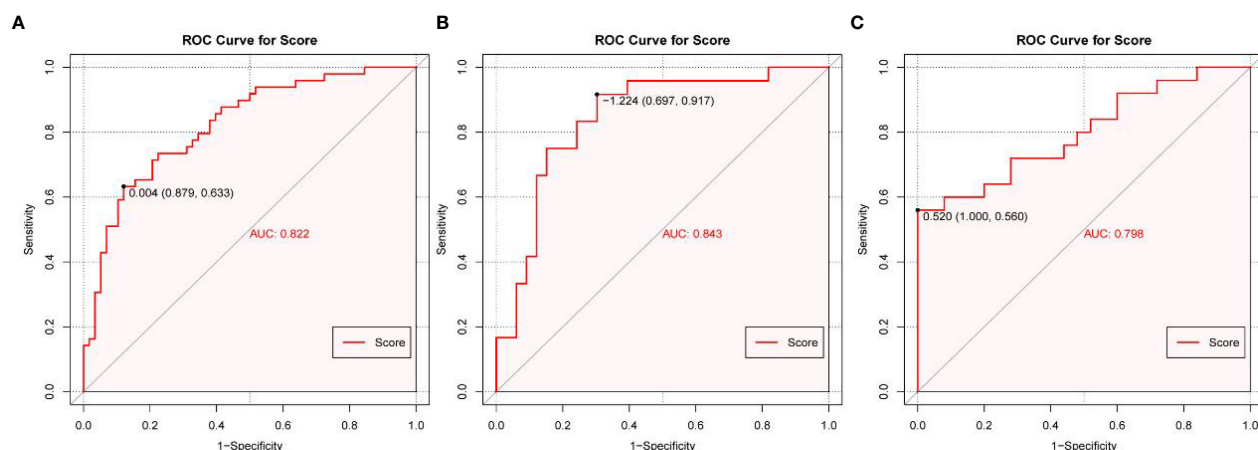 A
ROC Curve for Score
Sensitivity
1.0
0.8
0.6
0.4
0.2
0.0
0.004 (0.879, 0.633)
AUC: 0.822
Score
0.0 0.2 0.4 0.6 0.8 1.0
1−Specificity
B
ROC Curve for Score
Sensitivity
1.0
0.8
0.6
0.4
0.2
0.0
−1.224 (0.697, 0.917)
AUC: 0.843
Score
0.0 0.2 0.4 0.6 0.8 1.0
1−Specificity
C
ROC Curve for Score
Sensitivity
1.0
0.8
0.6
0.4
0.2
0.0
0.520 (1.000, 0.560)
AUC: 0.798
Score
0.0 0.2 0.4 0.6 0.8 1.0
1−Specificity